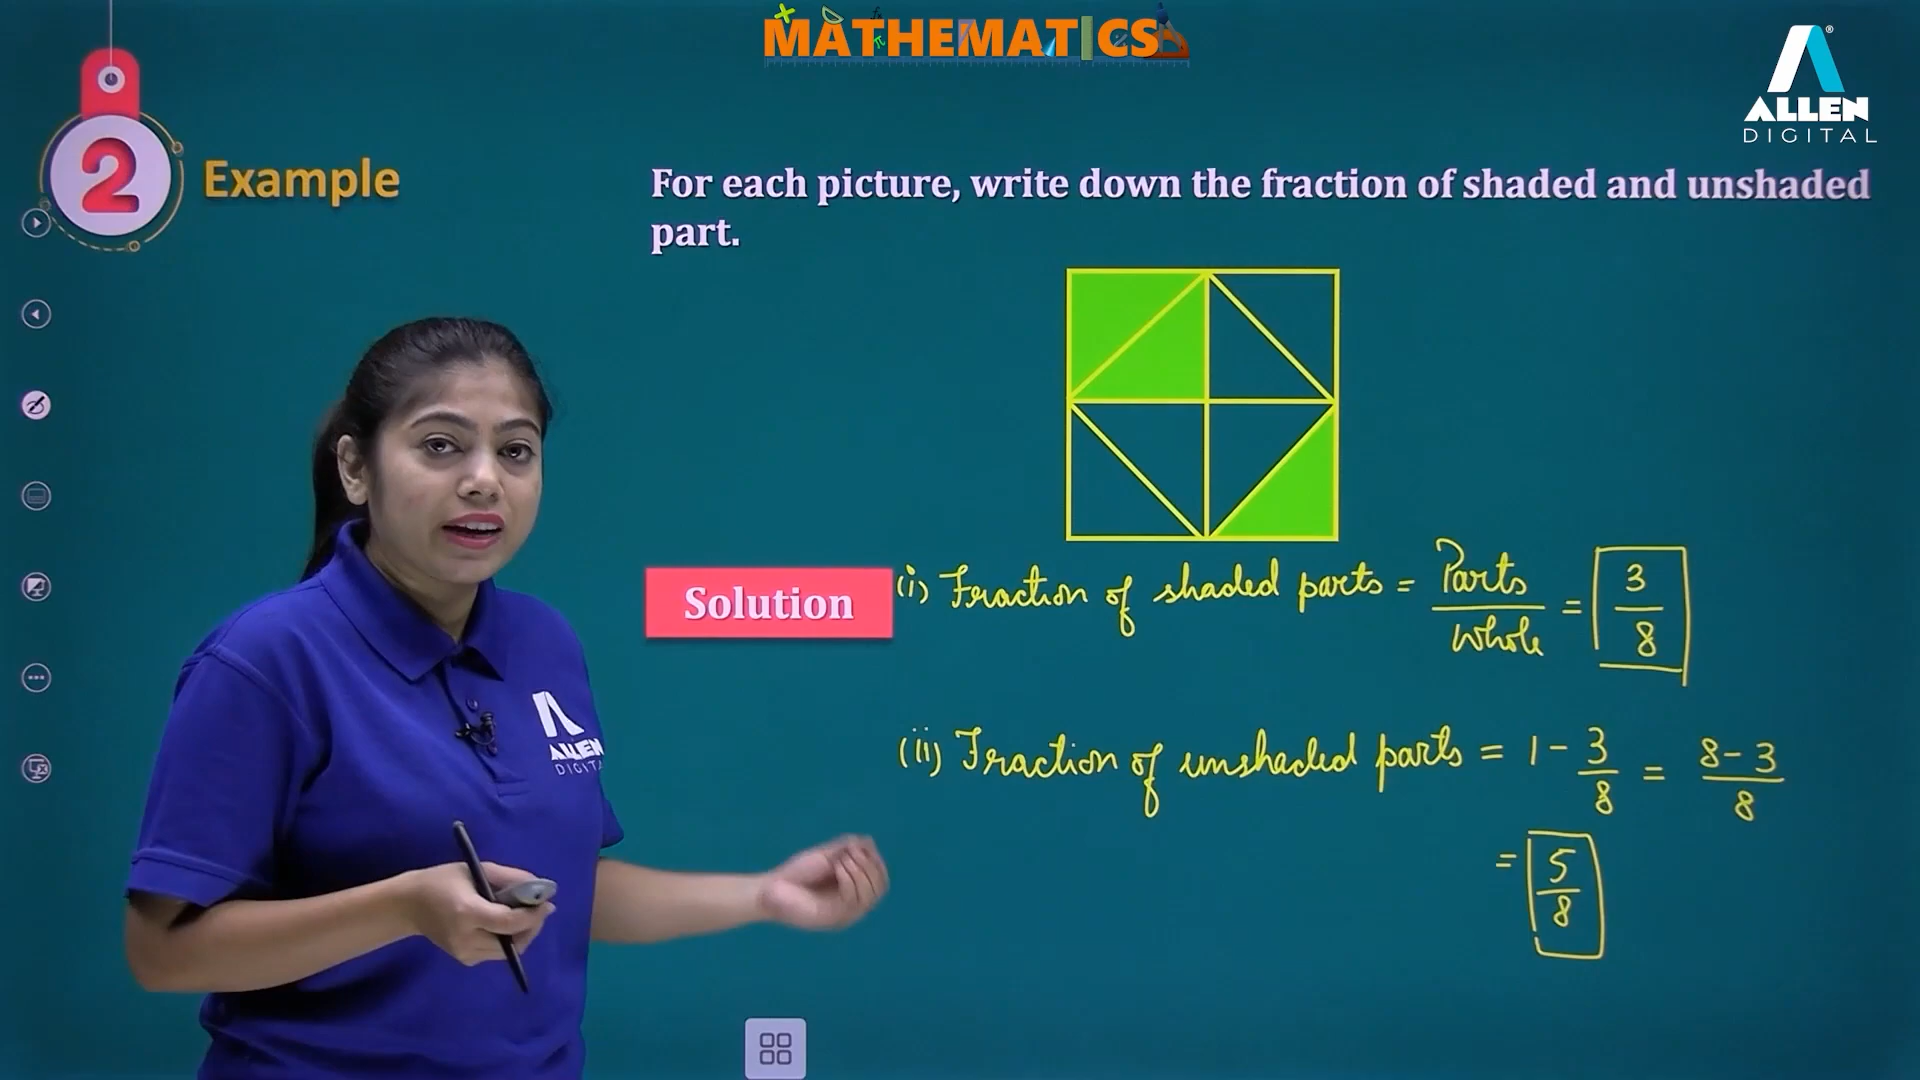 MATHEMATICS
ALLEN
DIGITAL
2
Example
For each picture, write down the fraction of shaded and unshaded
part.
Solution
(i) Fraction of shaded parts = Parts/Whole = 3/8
(ii) Fraction of unshaded parts = 1 - 3/8 = 8-3/8
= 5/8
ALLEN
DIGITA